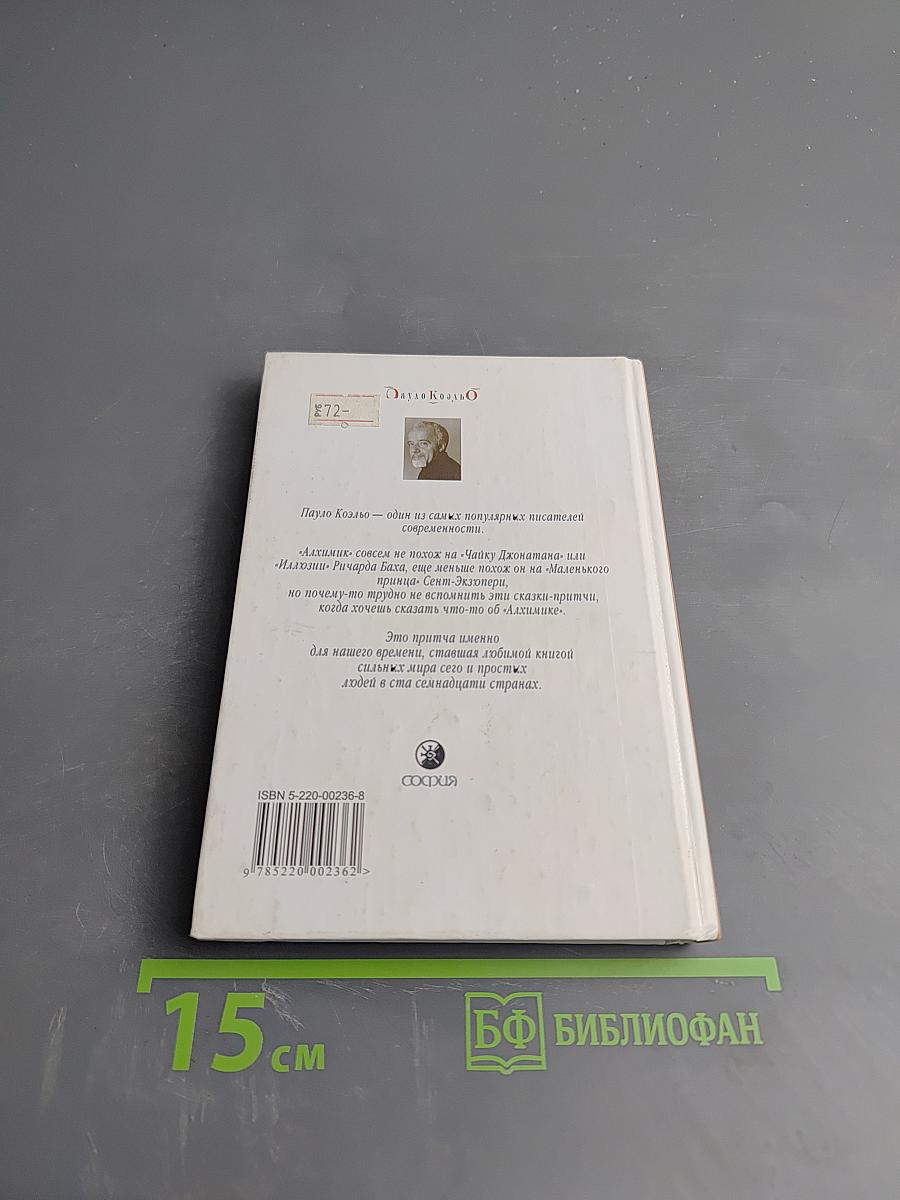 Пауло Коэльо
РУБ 72-
Пауло Коэльо — один из самых популярных писателей
современности.
«Алхимик» совсем не похож на «Чайку Джонатана» или
«Иллюзии» Ричарда Баха, еще меньше похож он на «Маленького
принца» Сент-Экзюпери,
но почему-то трудно не вспомнить эти сказки-притчи,
когда хочешь сказать что-то об «Алхимике».
Это притча именно
для нашего времени, ставшая любимой книгой
сильных мира сего и простых
людей в ста семнадцати странах.
СОФИЯ
ISBN 5-220-00236-8
9 785220 002362 >
15 см
БФ БИБЛИОФАН